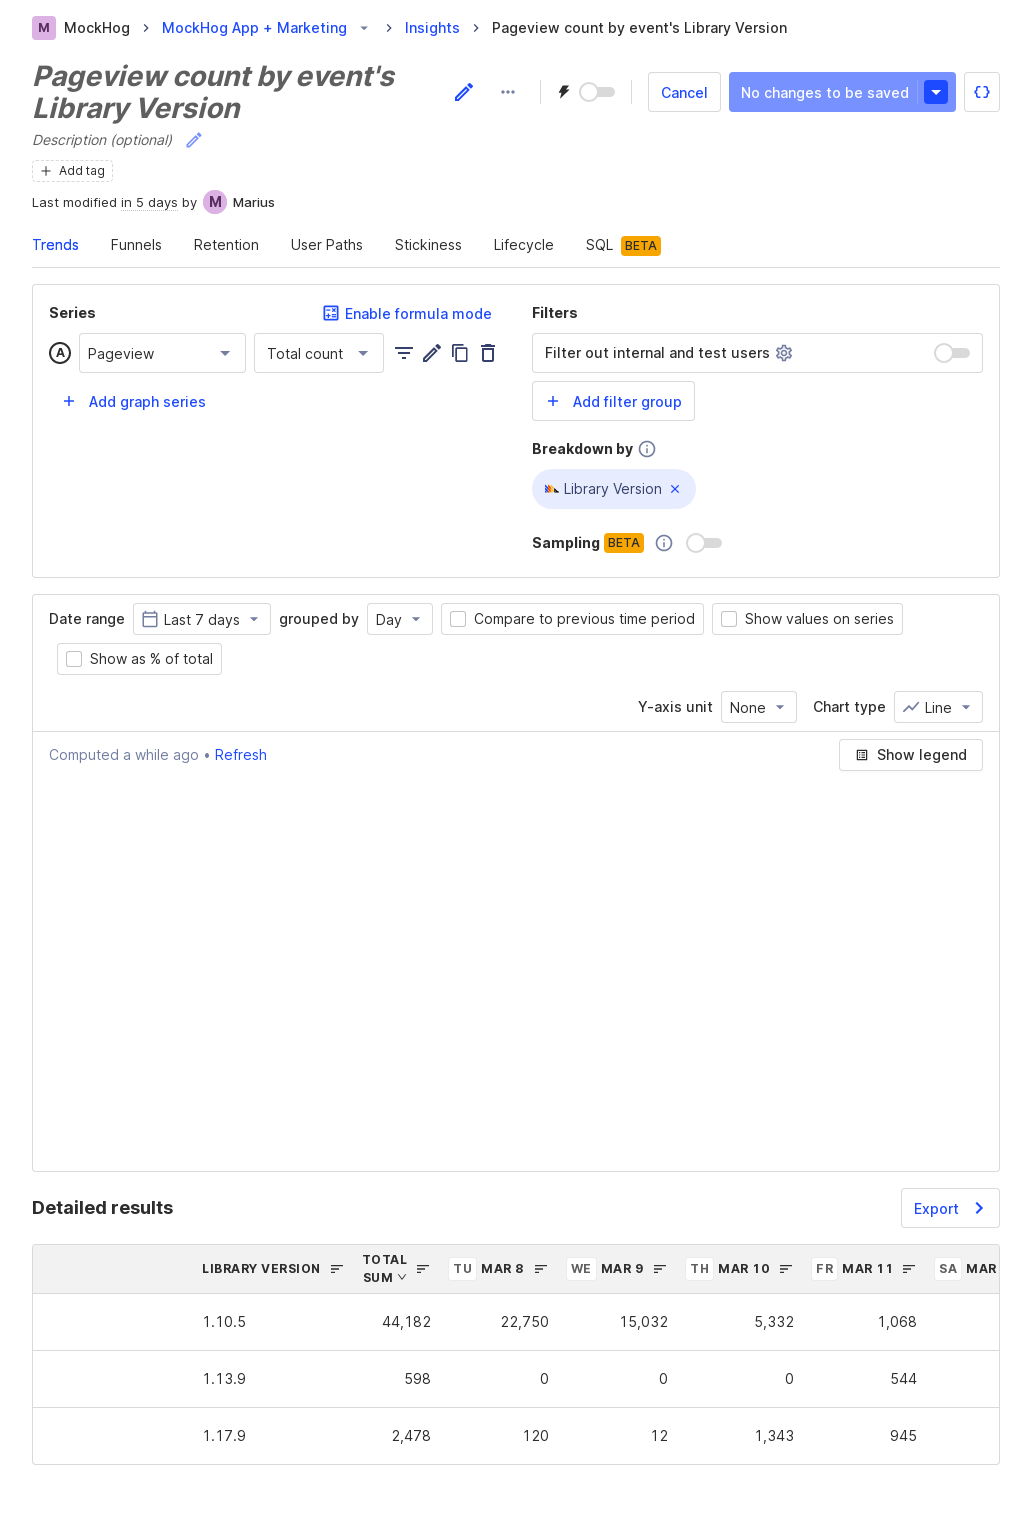 M MockHog MockHog App + Marketing Insights Pageview count by event's Library Version
Pageview count by event's
Library Version
Cancel No changes to be saved
Description (optional)
Add tag
Last modified in 5 days by M Marius
Trends Funnels Retention User Paths Stickiness Lifecycle SQL BETA
Series Enable formula mode
A Pageview Total count
Add graph series
Filters
Filter out internal and test users
Add filter group
Breakdown by
Library Version
Sampling BETA
Date range Last 7 days grouped by Day Compare to previous time period Show values on series
Show as % of total
Y-axis unit None Chart type Line
Computed a while ago • Refresh Show legend
Detailed results Export
LIBRARY VERSION TOTAL SUM TU MAR 8 WE MAR 9 TH MAR 10 FR MAR 11 SA MAR
1.10.5 44,182 22,750 15,032 5,332 1,068
1.13.9 598 0 0 0 544
1.17.9 2,478 120 12 1,343 945